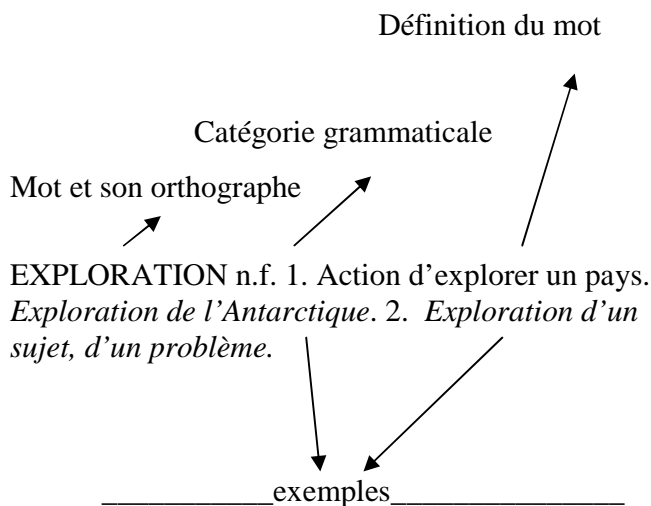 Définition du mot
Catégorie grammaticale
Mot et son orthographe
EXPLORATION n.f. 1. Action d’explorer un pays.
Exploration de l’Antarctique. 2. Exploration d’un
sujet, d’un problème.
____________exemples________________